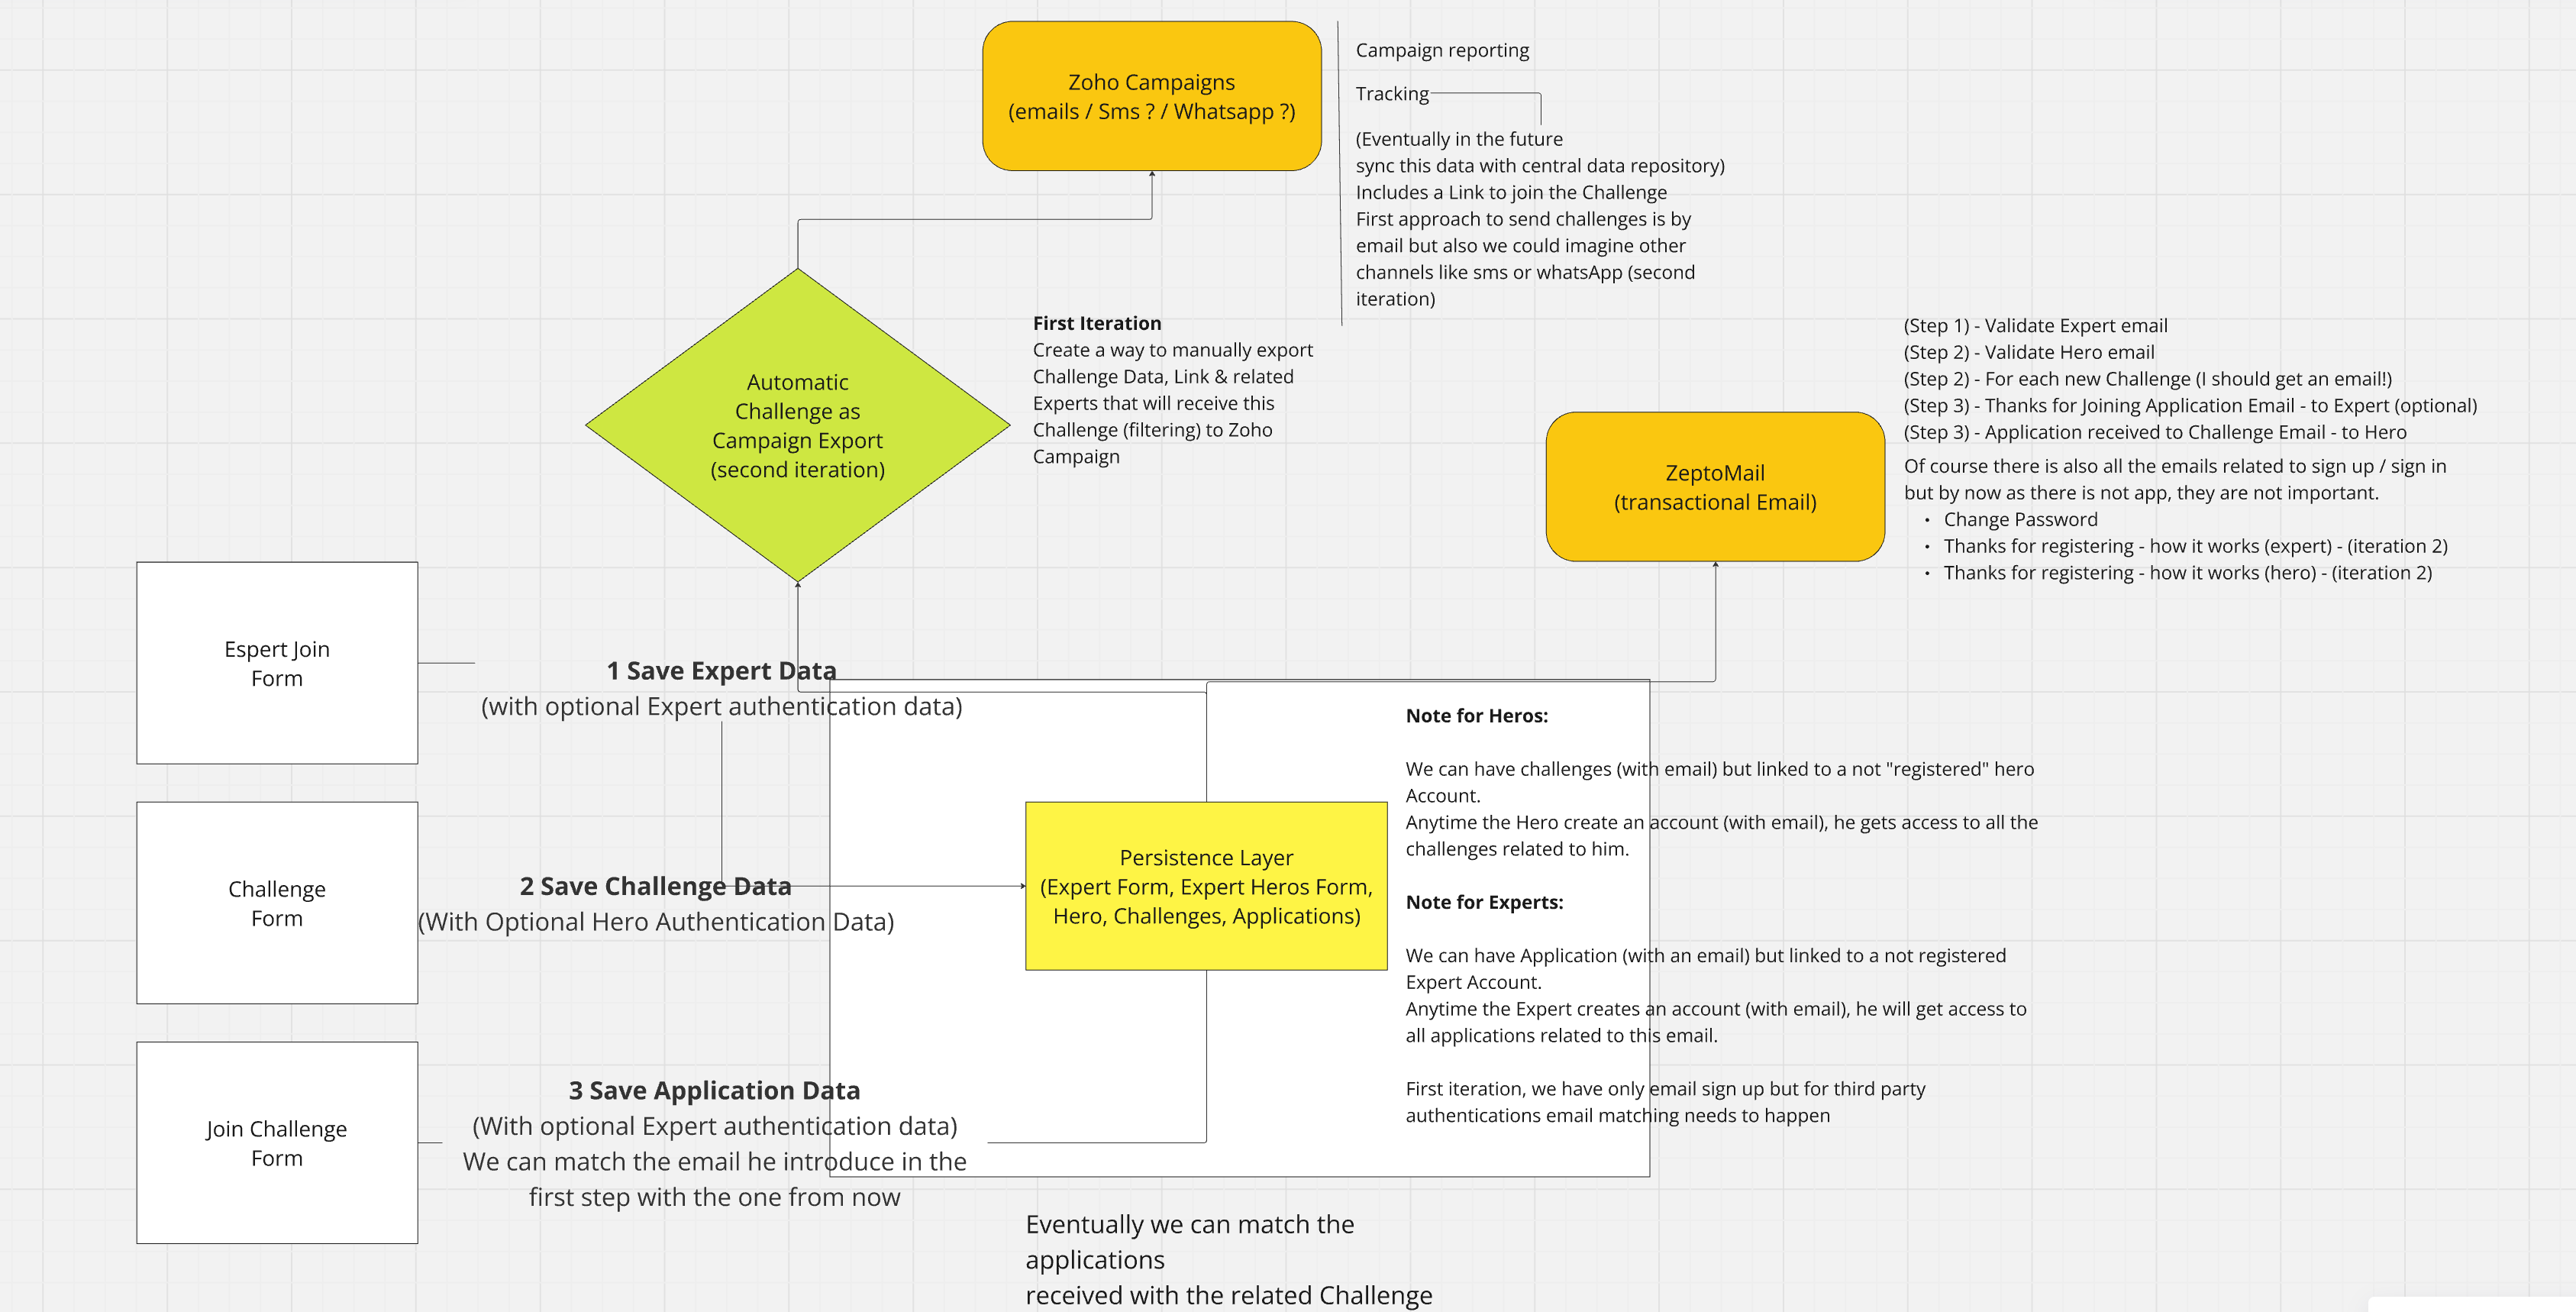 Zoho Campaigns
(emails / Sms ? / Whatsapp ?)
Campaign reporting
Tracking
(Eventually in the future
sync this data with central data repository)
Includes a Link to join the Challenge
First approach to send challenges is by
email but also we could imagine other
channels like sms or whatsApp (second
iteration)
Automatic
Challenge as
Campaign Export
(second iteration)
First Iteration
Create a way to manually export
Challenge Data, Link & related
Experts that will receive this
Challenge (filtering) to Zoho
Campaign
ZeptoMail
(transactional Email)
(Step 1) - Validate Expert email
(Step 2) - Validate Hero email
(Step 2) - For each new Challenge (I should get an email!)
(Step 3) - Thanks for Joining Application Email - to Expert (optional)
(Step 3) - Application received to Challenge Email - to Hero
Of course there is also all the emails related to sign up / sign in
but by now as there is not app, they are not important.
• Change Password
• Thanks for registering - how it works (expert) - (iteration 2)
• Thanks for registering - how it works (hero) - (iteration 2)
Espert Join
Form
1 Save Expert Data
(with optional Expert authentication data)
Challenge
Form
2 Save Challenge Data
(With Optional Hero Authentication Data)
Persistence Layer
(Expert Form, Expert Heros Form,
Hero, Challenges, Applications)
Note for Heros:
We can have challenges (with email) but linked to a not "registered" hero
Account.
Anytime the Hero create an account (with email), he gets access to all the
challenges related to him.
Note for Experts:
We can have Application (with an email) but linked to a not registered
Expert Account.
Anytime the Expert creates an account (with email), he will get access to
all applications related to this email.
First iteration, we have only email sign up but for third party
authentications email matching needs to happen
Join Challenge
Form
3 Save Application Data
(With optional Expert authentication data)
We can match the email he introduce in the
first step with the one from now
Eventually we can match the
applications
received with the related Challenge